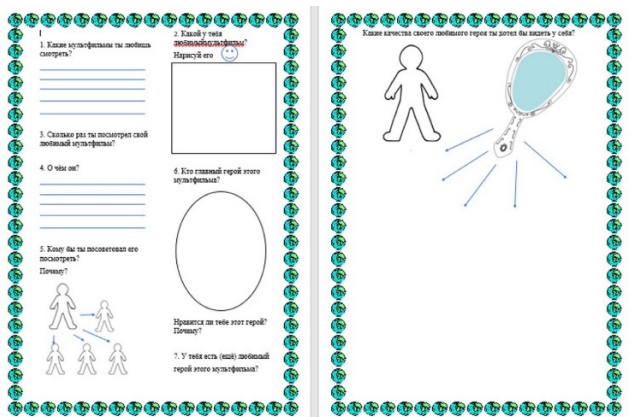 1. Какие мультфильмы ты любишь
смотреть?
2. Какой у тебя
любимыймультфильм?
Нарисуй его
3. Сколько раз ты посмотрел свой
любимый мультфильм?
4. О чём он?
5. Кому бы ты посоветовал его
посмотреть?
Почему?
6. Кто главный герой этого
мультфильма?
Нравится ли тебе этот герой?
Почему?
7. У тебя есть (ещё) любимый
герой этого мультфильма?
Какие качества своего любимого героя ты хотел бы видеть у себя?